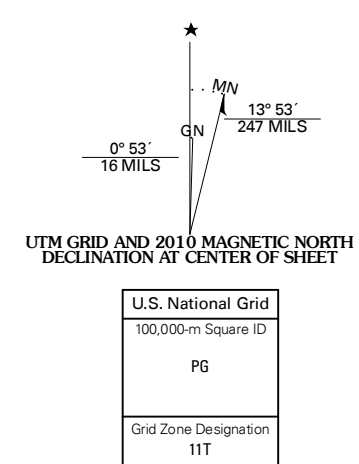 ★
MN
GN
13° 53´
247 MILS
0° 53´
16 MILS
UTM GRID AND 2010 MAGNETIC NORTH
DECLINATION AT CENTER OF SHEET
U.S. National Grid
100,000-m Square ID
PG
Grid Zone Designation
11T